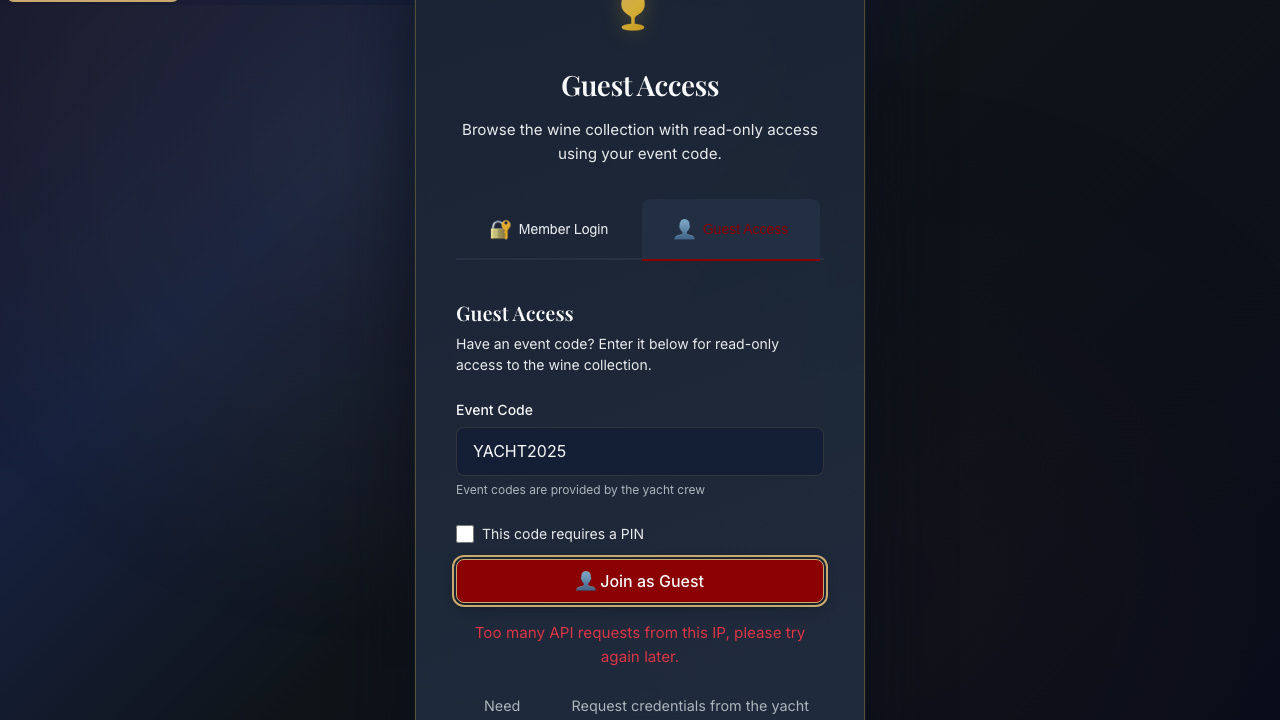 Guest Access
Browse the wine collection with read-only access
using your event code.
Member Login
Guest Access
Guest Access
Have an event code? Enter it below for read-only
access to the wine collection.
Event Code
YACHT2025
Event codes are provided by the yacht crew
This code requires a PIN
Join as Guest
Too many API requests from this IP, please try
again later.
Need
Request credentials from the yacht